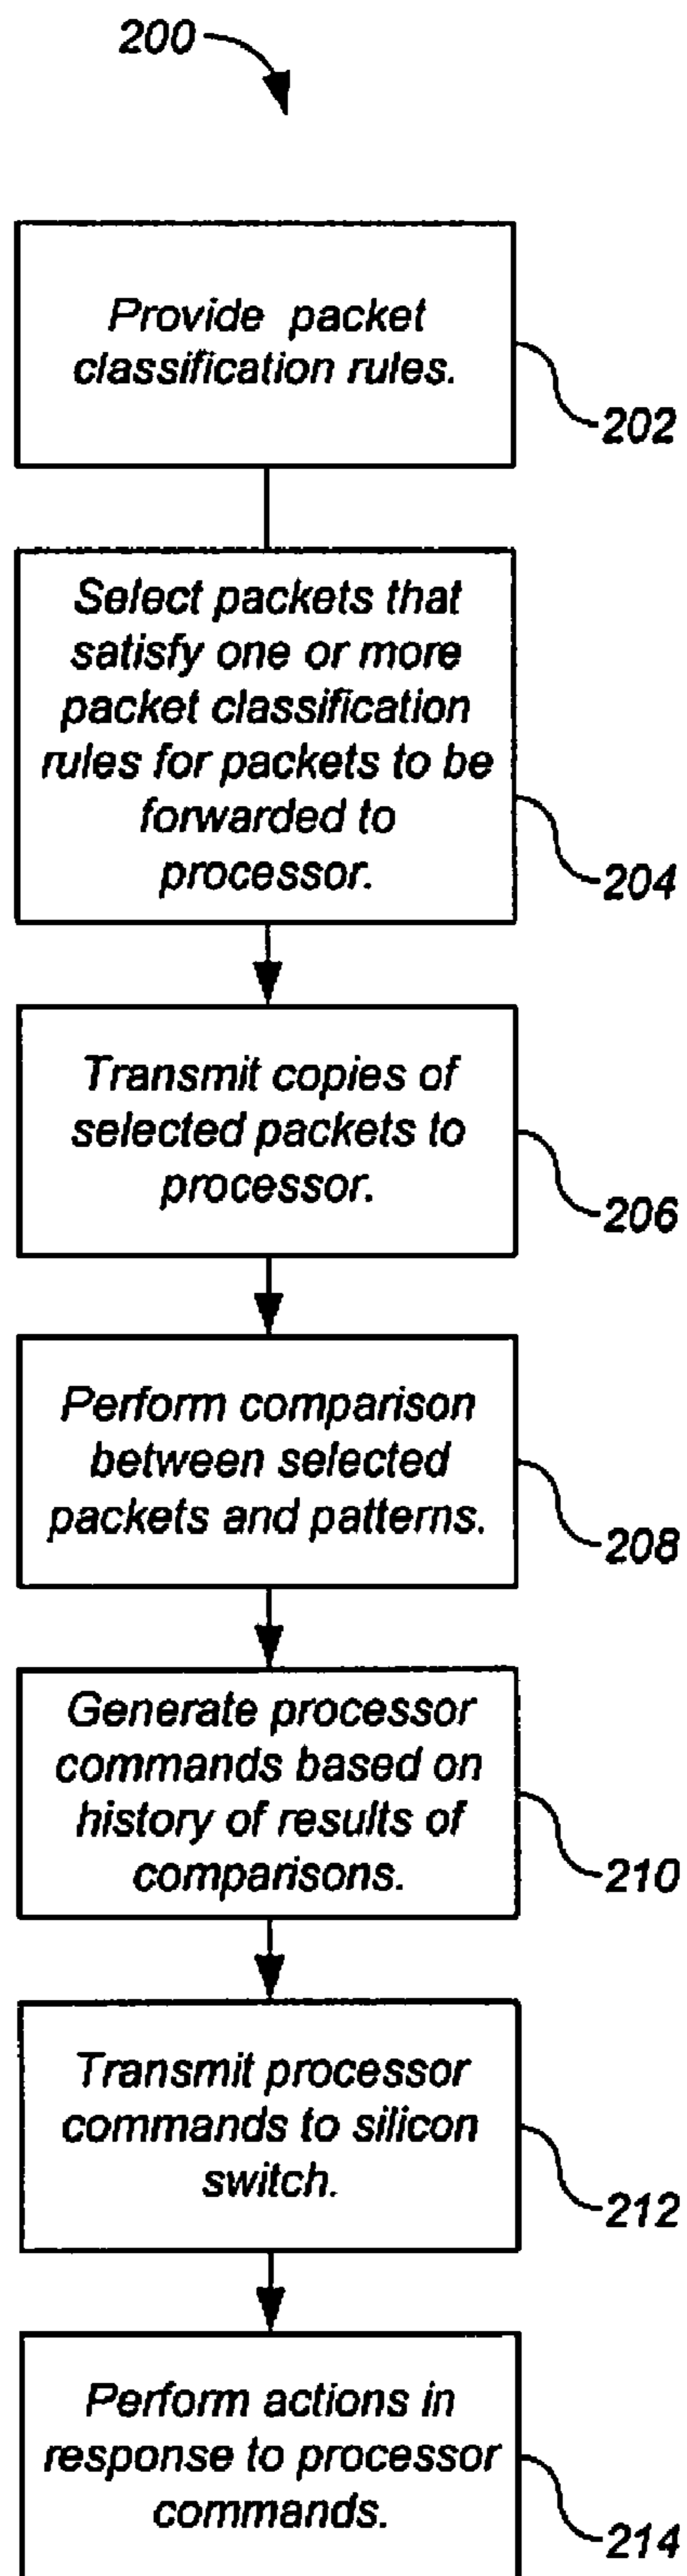 200
Provide packet
classification rules.
202
Select packets that
satisfy one or more
packet classification
rules for packets to be
forwarded to
processor.
204
Transmit copies of
selected packets to
processor.
206
Perform comparison
between selected
packets and patterns.
208
Generate processor
commands based on
history of results of
comparisons.
210
Transmit processor
commands to silicon
switch.
212
Perform actions in
response to processor
commands.
214